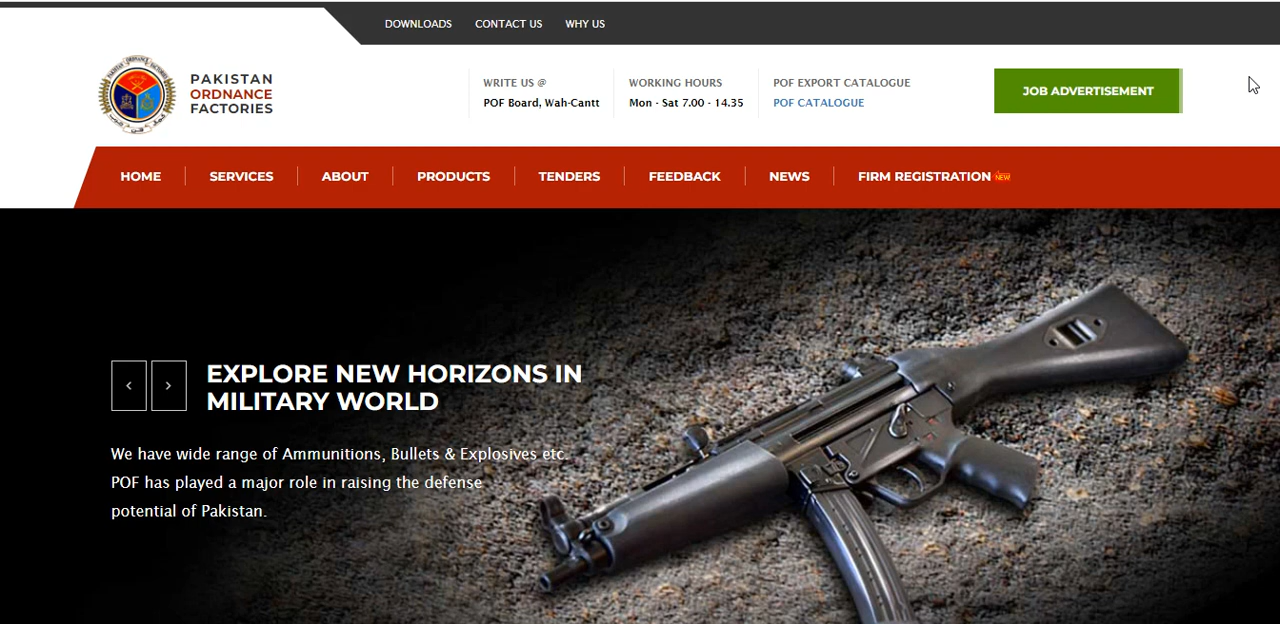 DOWNLOADS CONTACT US WHY US
PAKISTAN
ORDNANCE
FACTORIES
WRITE US @
POF Board, Wah-Cantt
WORKING HOURS
Mon - Sat 7.00 - 14.35
POF EXPORT CATALOGUE
POF CATALOGUE
JOB ADVERTISEMENT
HOME SERVICES ABOUT PRODUCTS TENDERS FEEDBACK NEWS FIRM REGISTRATION NEW
EXPLORE NEW HORIZONS IN
MILITARY WORLD
We have wide range of Ammunitions, Bullets & Explosives etc.
POF has played a major role in raising the defense
potential of Pakistan.